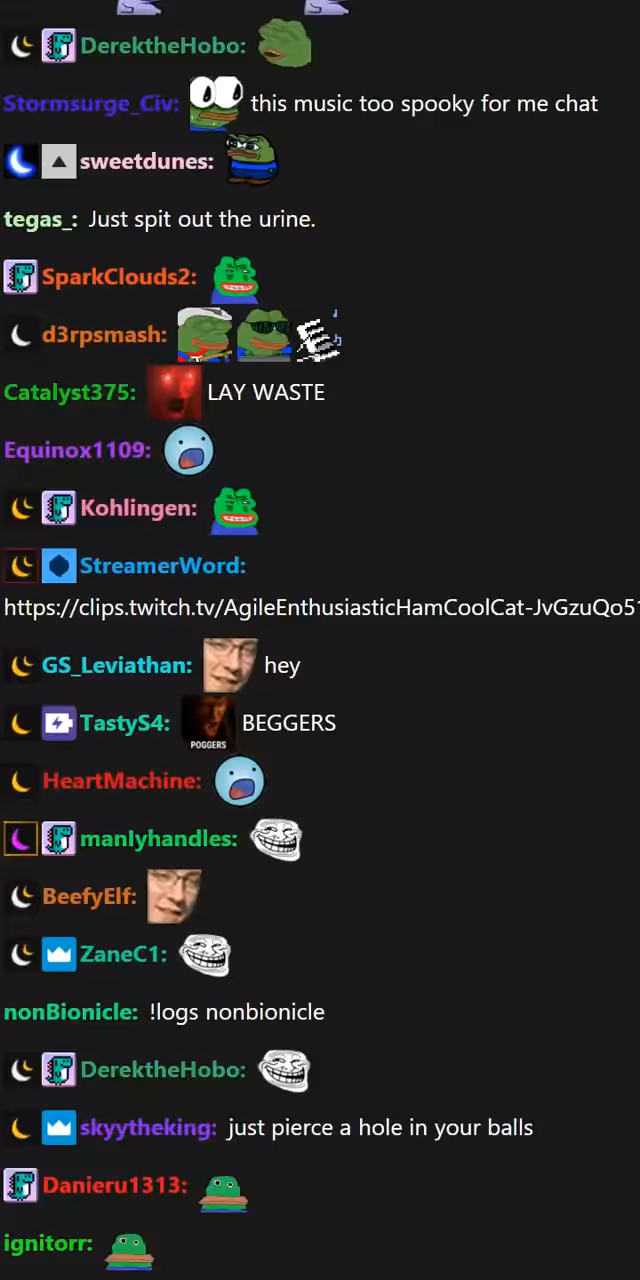 DerektheHobo:
Stormsurge_Civ: this music too spooky for me chat
sweetdunes:
tegas_: Just spit out the urine.
SparkClouds2:
d3rpsmash:
Catalyst375: LAY WASTE
Equinox1109:
Kohlingen:
StreamerWord:
https://clips.twitch.tv/AgileEnthusiasticHamCoolCat-JvGzuQo51
GS_Leviathan: hey
TastyS4: POGGERS BEGGERS
HeartMachine:
manlyhandles:
BeefyElf:
ZaneC1:
nonBionicle: !logs nonbionicle
DerektheHobo:
skyytheking: just pierce a hole in your balls
Danieru1313:
ignitorr: